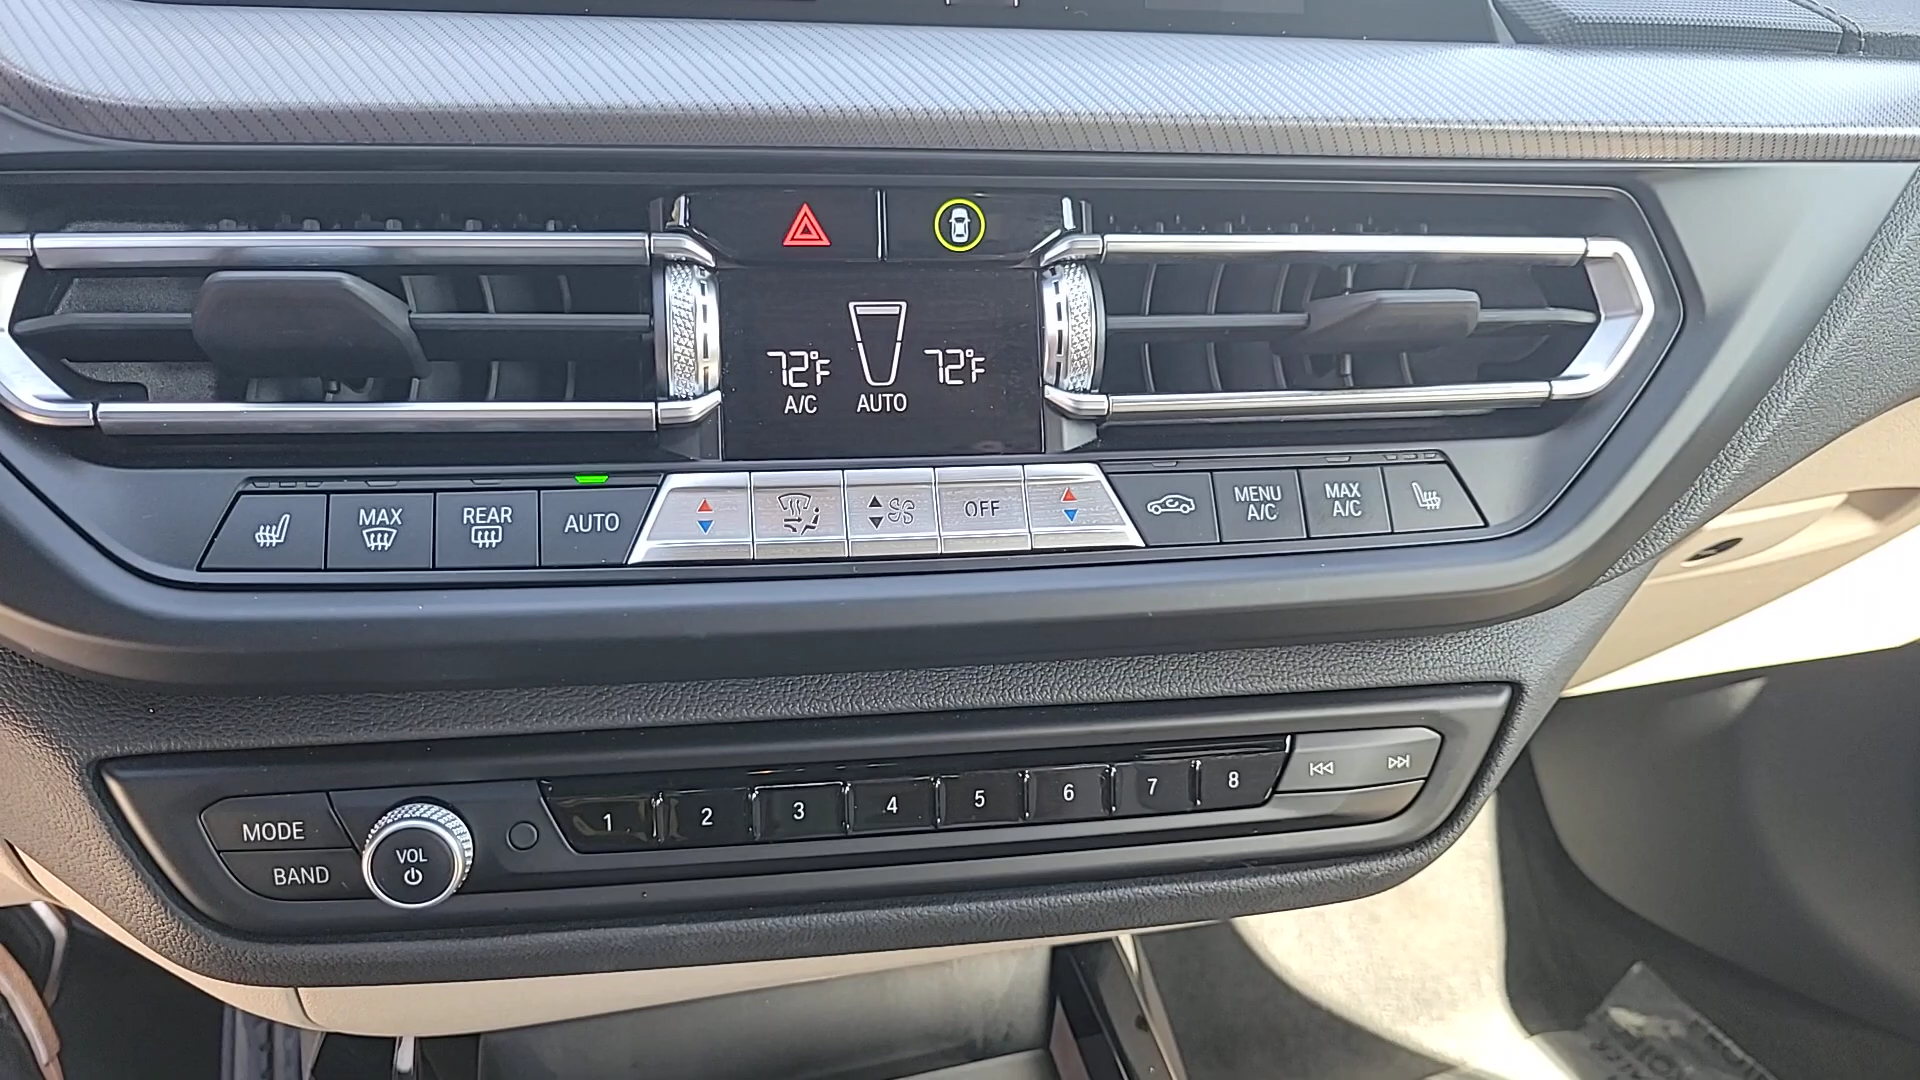 72°F
A/C
AUTO
72°F
MAX
REAR
AUTO
OFF
MENU
A/C
MAX
A/C
MODE
BAND
VOL
1 2 3 4 5 6 7 8